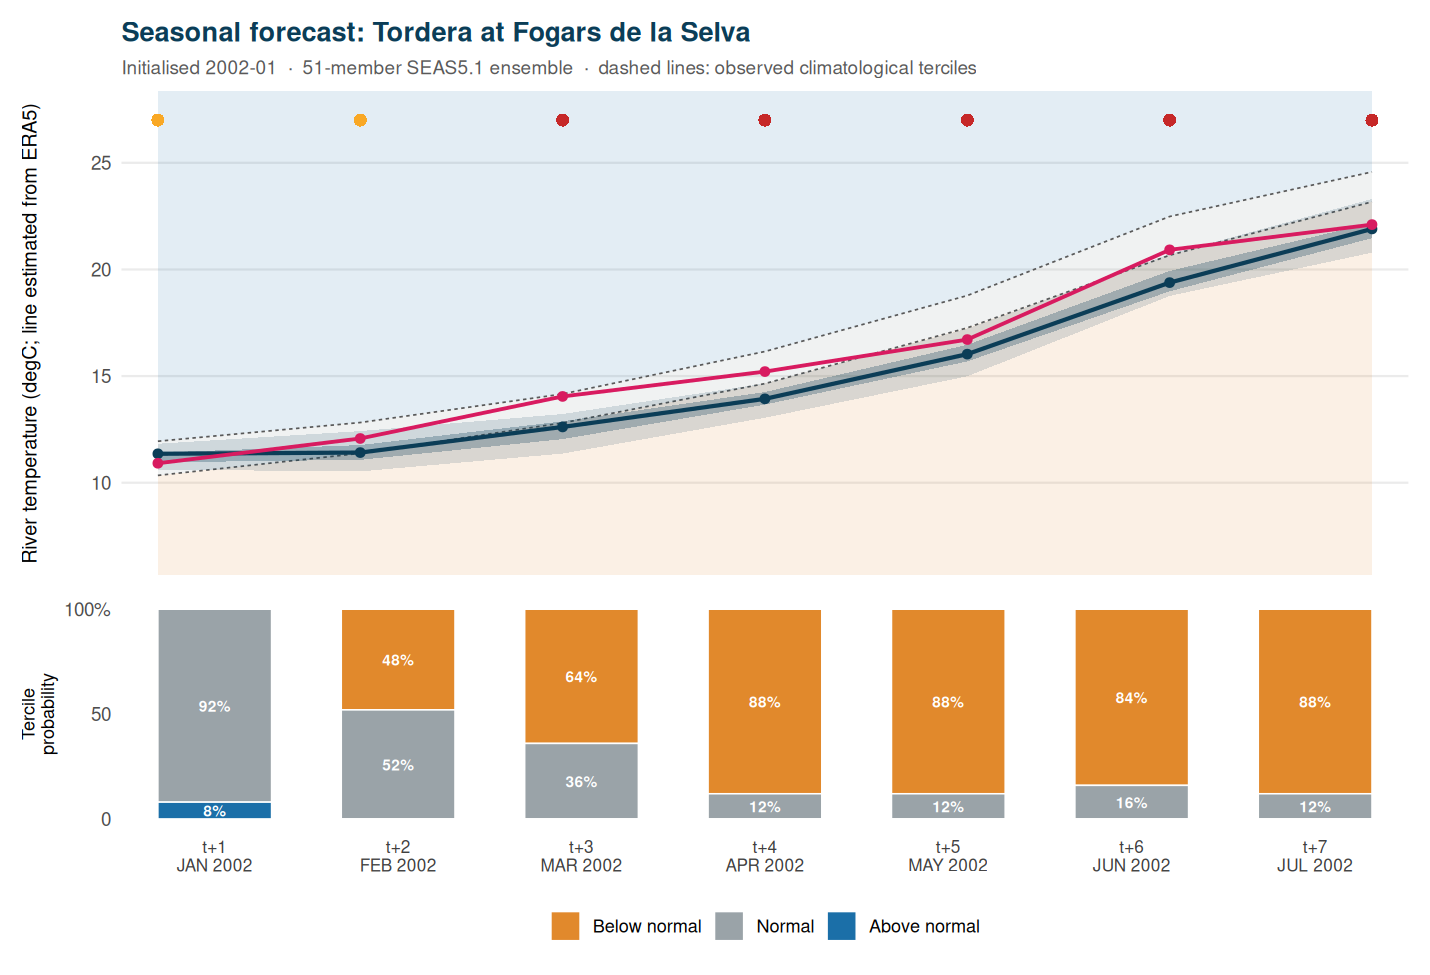 Seasonal forecast: Tordera at Fogars de la Selva
Initialised 2002-01 · 51-member SEAS5.1 ensemble · dashed lines: observed climatological terciles
River temperature (degC; line estimated from ERA5)
25
20
15
10
Tercile
probability
100%
50
0
92%
8%
48%
52%
64%
36%
88%
12%
88%
12%
84%
16%
88%
12%
t+1
JAN 2002
t+2
FEB 2002
t+3
MAR 2002
t+4
APR 2002
t+5
MAY 2002
t+6
JUN 2002
t+7
JUL 2002
Below normal
Normal
Above normal